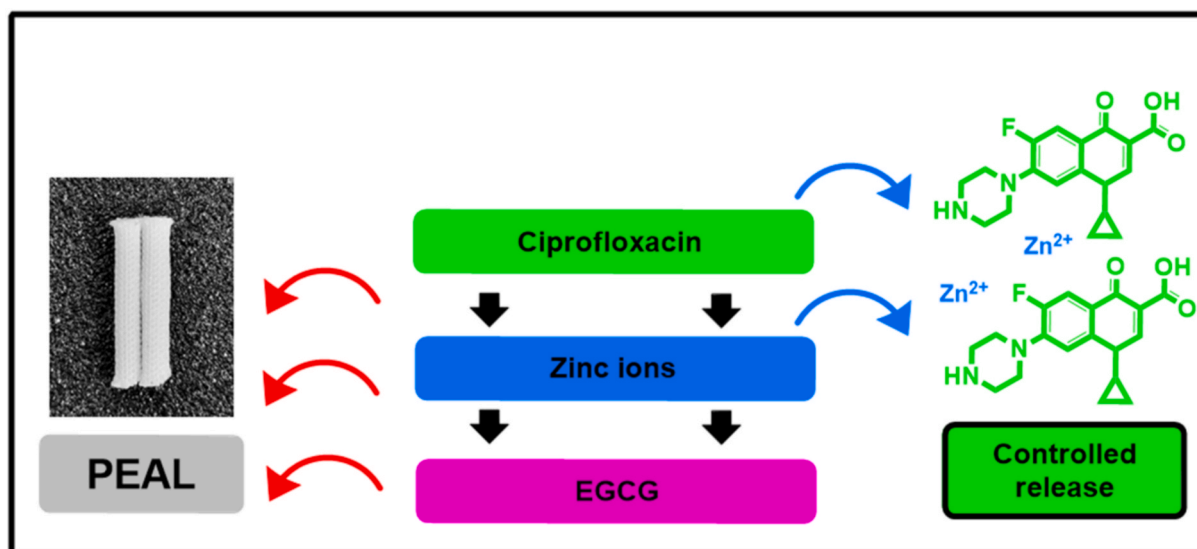 O
OH
F
O
N
HN
Ciprofloxacin
Zn2+
Zn2+
O
OH
F
O
N
HN
Zinc ions
PEAL
EGCG
Controlled
release